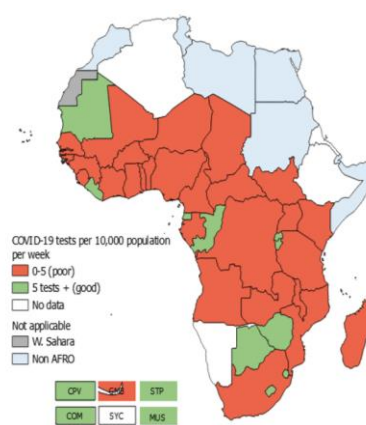 COVID-19 tests per 10,000 population
per week
0-5 (poor)
5 tests + (good)
No data
Not applicable
W. Sahara
Non AFRO
CPV GMB STP
COM SYC MUS